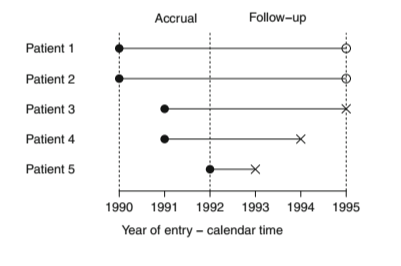 Accrual Follow–up
Patient 1
Patient 2
Patient 3
Patient 4
Patient 5
1990 1991 1992 1993 1994 1995
Year of entry – calendar time